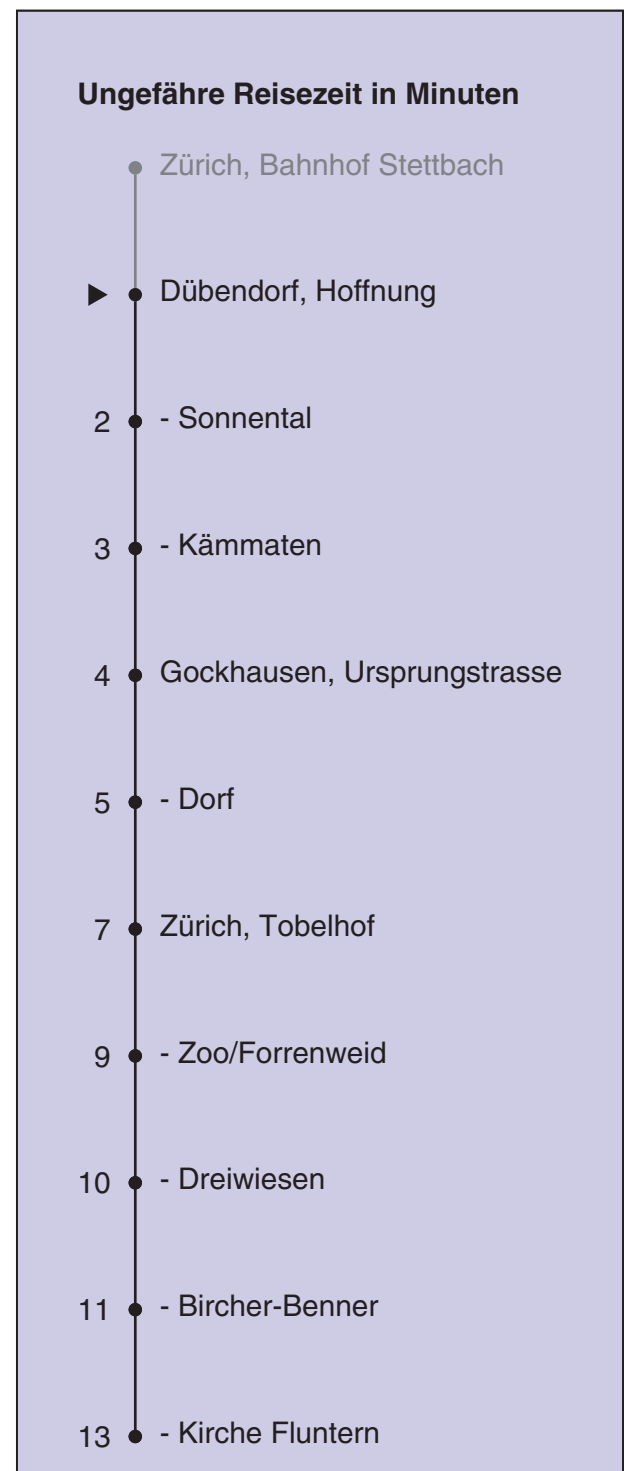 Ungefähre Reisezeit in Minuten
Zürich, Bahnhof Stettbach
Dübendorf, Hoffnung
2 - Sonnental
3 - Kämmaten
4 Gockhausen, Ursprungstrasse
5 - Dorf
7 Zürich, Tobelhof
9 - Zoo/Forrenweid
10 - Dreiwiesen
11 - Bircher-Benner
13 - Kirche Fluntern